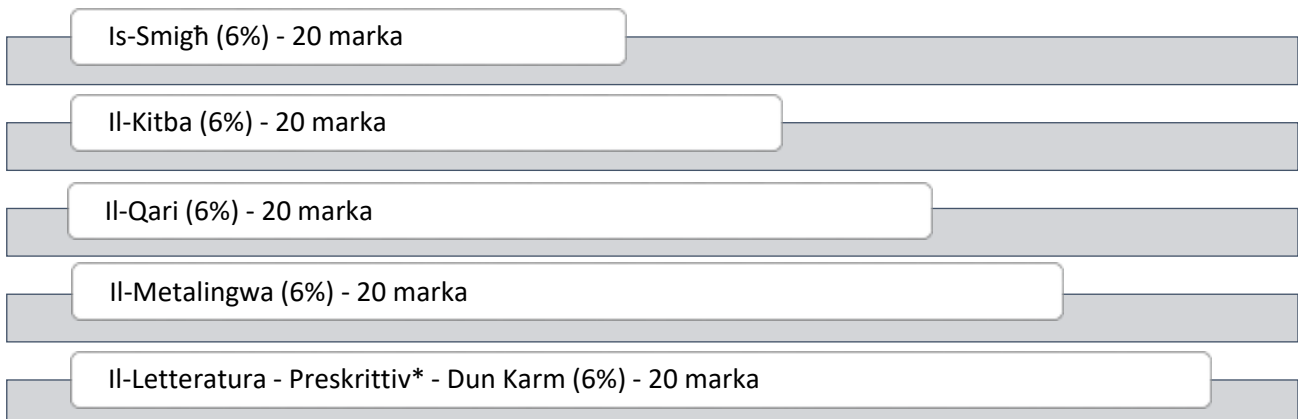 Is-Smigħ (6%) - 20 marka
Il-Kitba (6%) - 20 marka
Il-Qari (6%) - 20 marka
Il-Metalingwa (6%) - 20 marka
Il-Letteratura - Preskrittiv* - Dun Karm (6%) - 20 marka